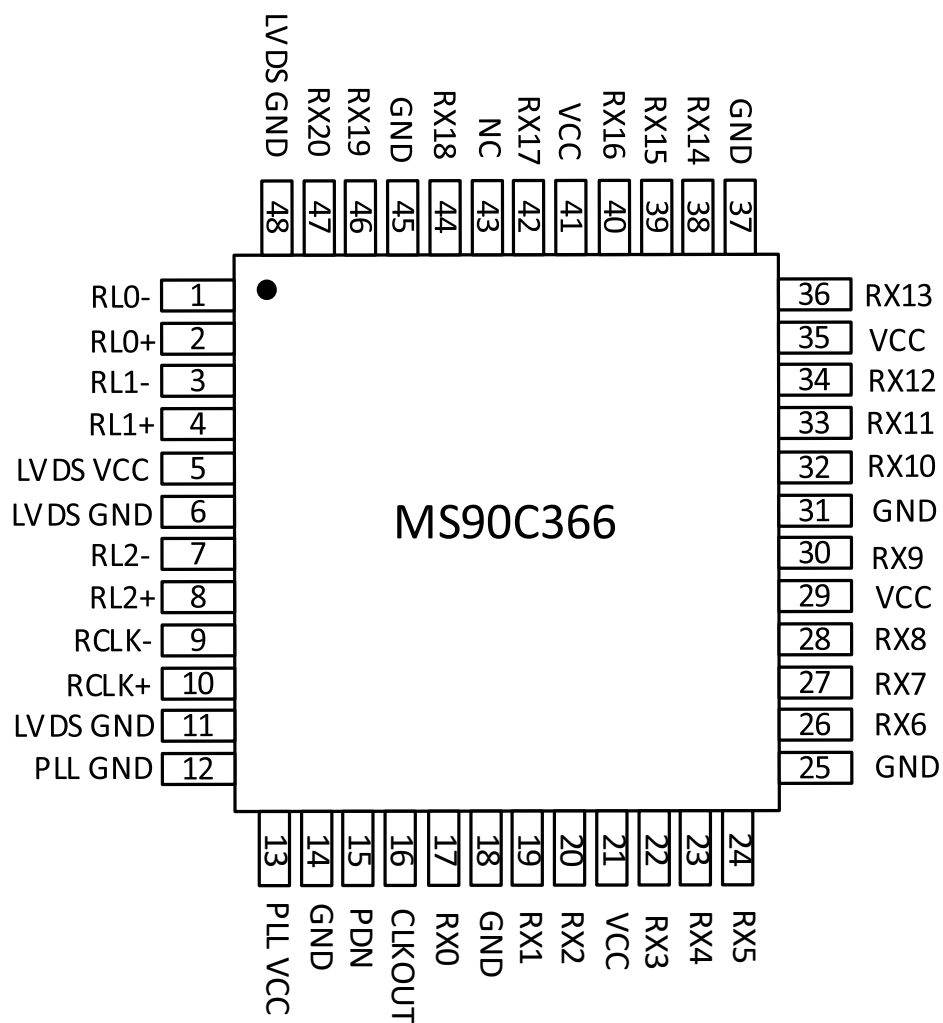 LVDS GND
RX20
RX19
GND
RX18
NC
RX17
VCC
RX16
RX15
RX14
GND
48
47
46
45
44
43
42
41
40
39
38
37
RL0- 1
RL0+ 2
RL1- 3
RL1+ 4
LVDS VCC 5
LVDS GND 6
RL2- 7
RL2+ 8
RCLK- 9
RCLK+ 10
LVDS GND 11
PLL GND 12
MS90C366
36 RX13
35 VCC
34 RX12
33 RX11
32 RX10
31 GND
30 RX9
29 VCC
28 RX8
27 RX7
26 RX6
25 GND
13
14
15
16
17
18
19
20
21
22
23
24
PLL VCC
GND
PDN
CLKOUT
RX0
GND
RX1
RX2
VCC
RX3
RX4
RX5